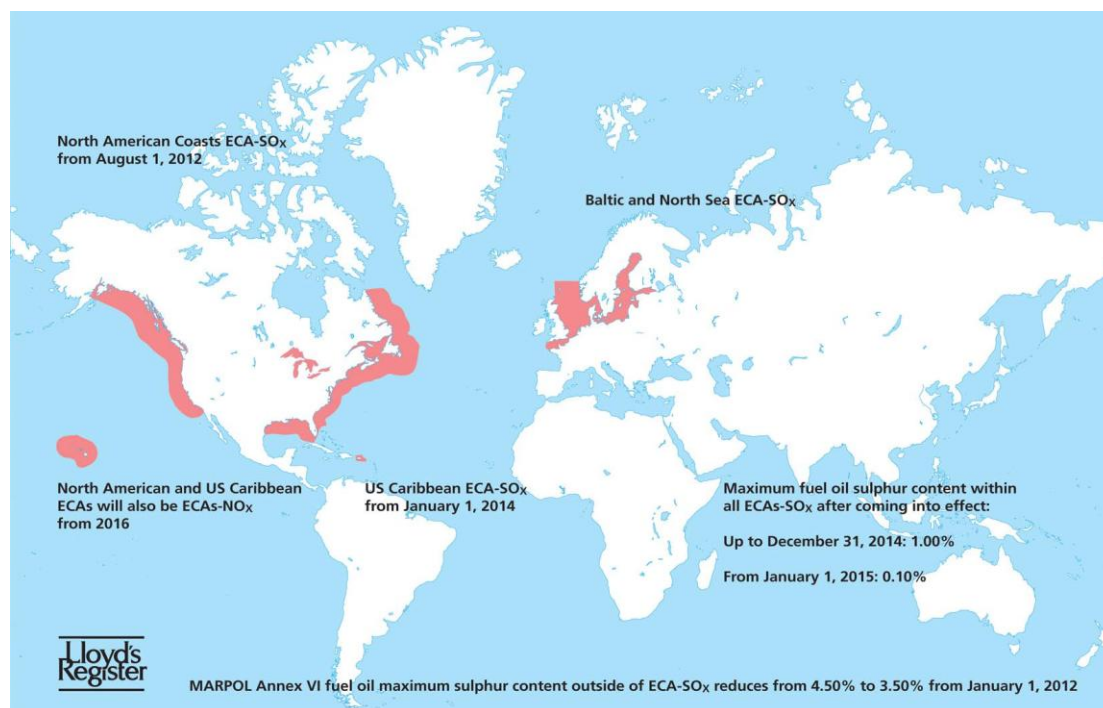 North American Coasts ECA-SOx
from August 1, 2012
Baltic and North Sea ECA-SOx
North American and US Caribbean
ECAs will also be ECAs-NOx
from 2016
US Caribbean ECA-SOx
from January 1, 2014
Maximum fuel oil sulphur content within
all ECAs-SOx after coming into effect:
Up to December 31, 2014: 1.00%
From January 1, 2015: 0.10%
Lloyd's
Register
MARPOL Annex VI fuel oil maximum sulphur content outside of ECA-SOx reduces from 4.50% to 3.50% from January 1, 2012